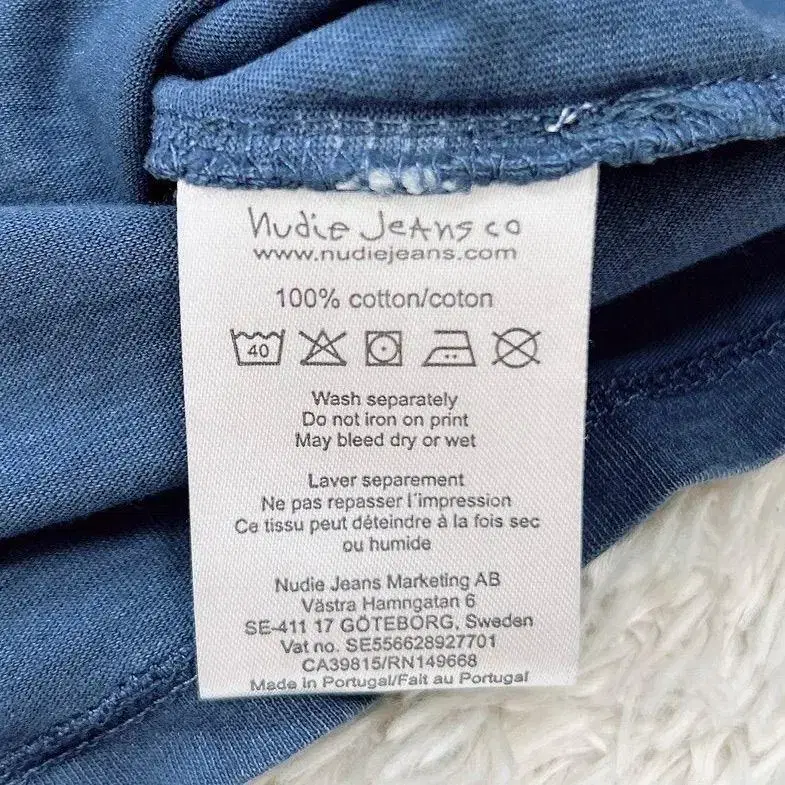 Nudie Jeans co
www.nudiejeans.com
100% cotton/coton
40
Wash separately
Do not iron on print
May bleed dry or wet
Laver separement
Ne pas repasser l'impression
Ce tissu peut déteindre à la fois sec
ou humide
Nudie Jeans Marketing AB
Västra Hamngatan 6
SE-411 17 GÖTEBORG, Sweden
Vat no. SE556628927701
CA39815/RN149668
Made in Portugal/Fait au Portugal